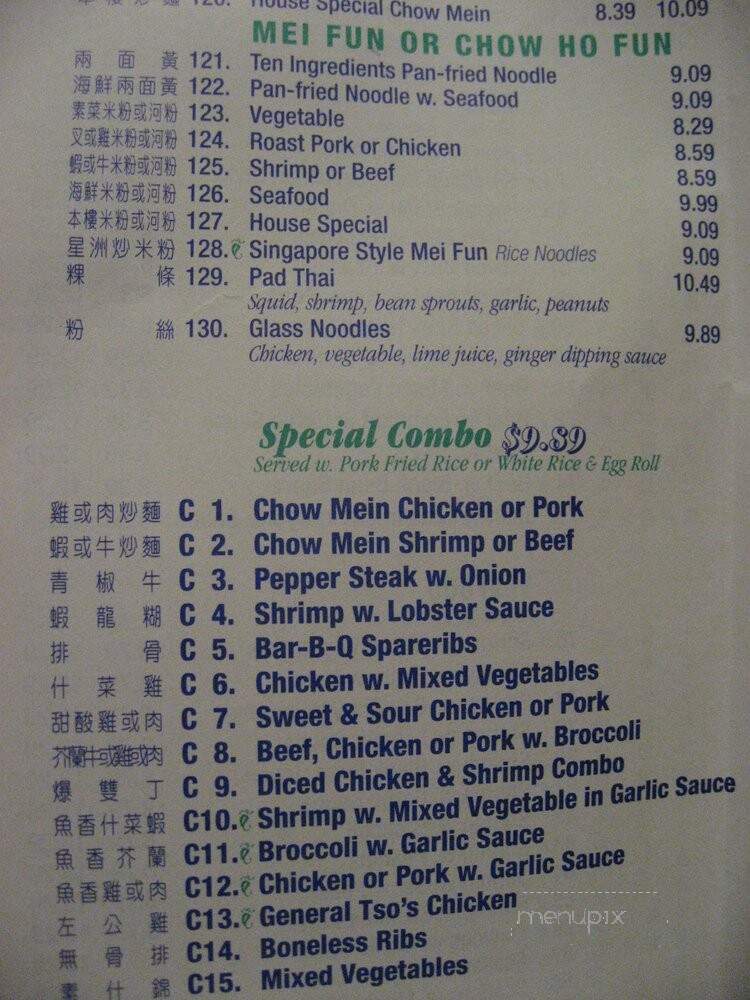 House Special Chow Mein 8.39 10.09
MEI FUN OR CHOW HO FUN
兩面黃 121. Ten Ingredients Pan-fried Noodle 9.09
海鮮兩面黃 122. Pan-fried Noodle w. Seafood 9.09
素菜米粉或河粉 123. Vegetable 8.29
叉或雞米粉或河粉 124. Roast Pork or Chicken 8.59
蝦或牛米粉或河粉 125. Shrimp or Beef 8.59
海鮮米粉或河粉 126. Seafood 9.99
本樓米粉或河粉 127. House Special 9.09
星洲炒米粉 128. Singapore Style Mei Fun Rice Noodles 9.09
粿條 129. Pad Thai 10.49
Squid, shrimp, bean sprouts, garlic, peanuts
粉絲 130. Glass Noodles 9.89
Chicken, vegetable, lime juice, ginger dipping sauce
Special Combo $9.89
Served w. Pork Fried Rice or White Rice & Egg Roll
雞或肉炒麵 C 1. Chow Mein Chicken or Pork
蝦或牛炒麵 C 2. Chow Mein Shrimp or Beef
青椒牛 C 3. Pepper Steak w. Onion
蝦龍糊 C 4. Shrimp w. Lobster Sauce
排骨 C 5. Bar-B-Q Spareribs
什菜雞 C 6. Chicken w. Mixed Vegetables
甜酸雞或肉 C 7. Sweet & Sour Chicken or Pork
芥蘭牛或雞或肉 C 8. Beef, Chicken or Pork w. Broccoli
爆雙丁 C 9. Diced Chicken & Shrimp Combo
魚香什菜蝦 C10. Shrimp w. Mixed Vegetable in Garlic Sauce
魚香芥蘭 C11. Broccoli w. Garlic Sauce
魚香雞或肉 C12. Chicken or Pork w. Garlic Sauce
左公雞 C13. General Tso's Chicken
無骨排 C14. Boneless Ribs
素什錦 C15. Mixed Vegetables
menupix